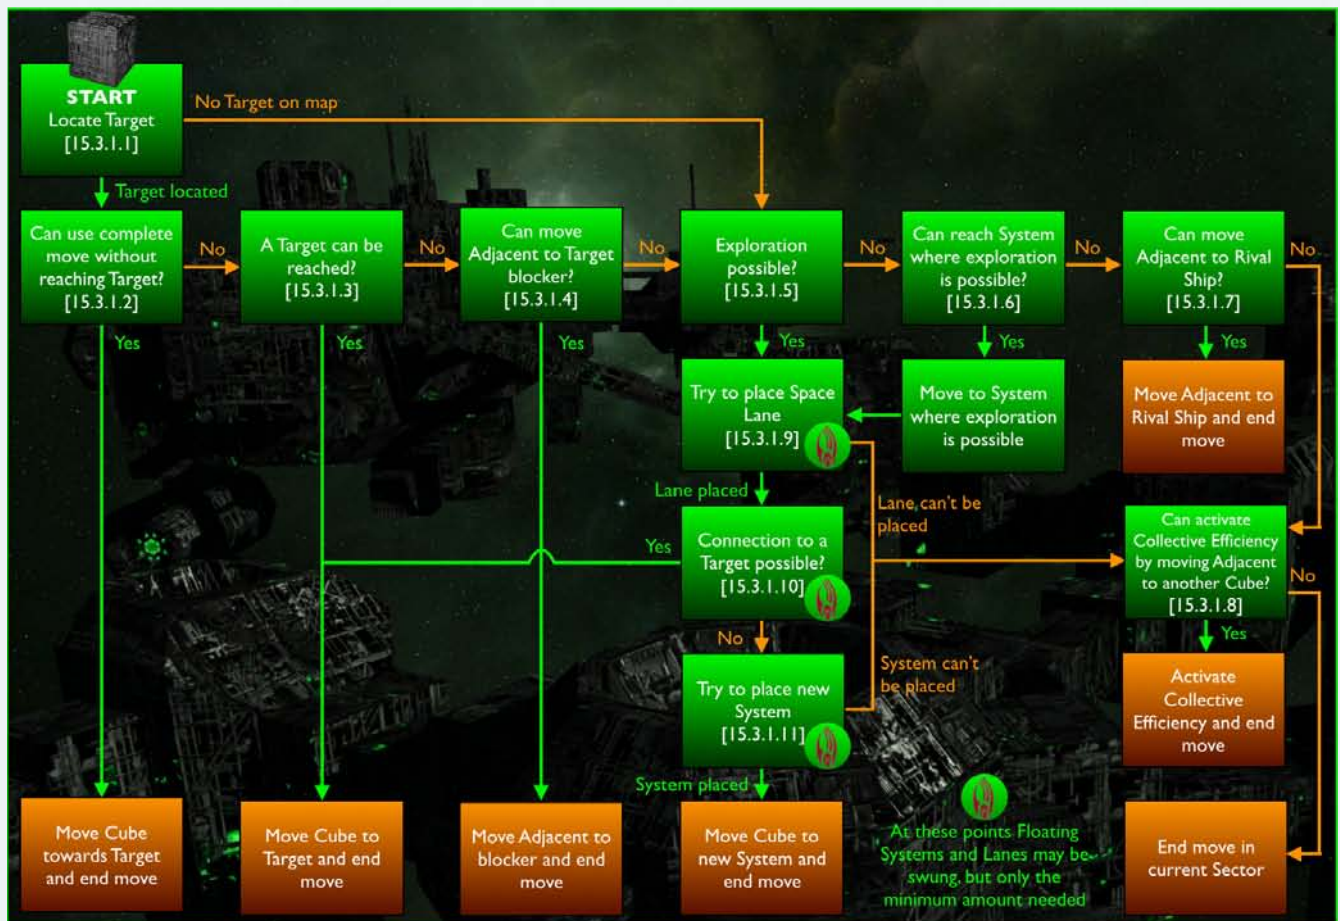 START
Locate Target
[15.3.1.1]
No Target on map
Target located
Can use complete
move without
reaching Target?
[15.3.1.2]
No
A Target can be
reached?
[15.3.1.3]
No
Can move
Adjacent to Target
blocker?
[15.3.1.4]
No
Exploration
possible?
[15.3.1.5]
No
Can reach System
where exploration
is possible?
[15.3.1.6]
No
Can move
Adjacent to Rival
Ship?
[15.3.1.7]
No
Yes
Yes
Yes
Yes
Yes
Yes
Try to place Space
Lane
[15.3.1.9]
Move to System
where exploration
is possible
Move Adjacent to
Rival Ship and end
move
Lane placed
Lane can't be
placed
Yes
Connection to a
Target possible?
[15.3.1.10]
Can activate
Collective Efficiency
by moving Adjacent
to another Cube?
[15.3.1.8]
No
No
Yes
System can't
be placed
Try to place new
System
[15.3.1.11]
Activate
Collective
Efficiency and end
move
System placed
Move Cube
towards Target
and end move
Move Cube to
Target and end
move
Move Adjacent to
blocker and end
move
Move Cube to
new System and
end move
At these points Floating
Systems and Lanes may be
swung, but only the
minimum amount needed
End move in
current Sector